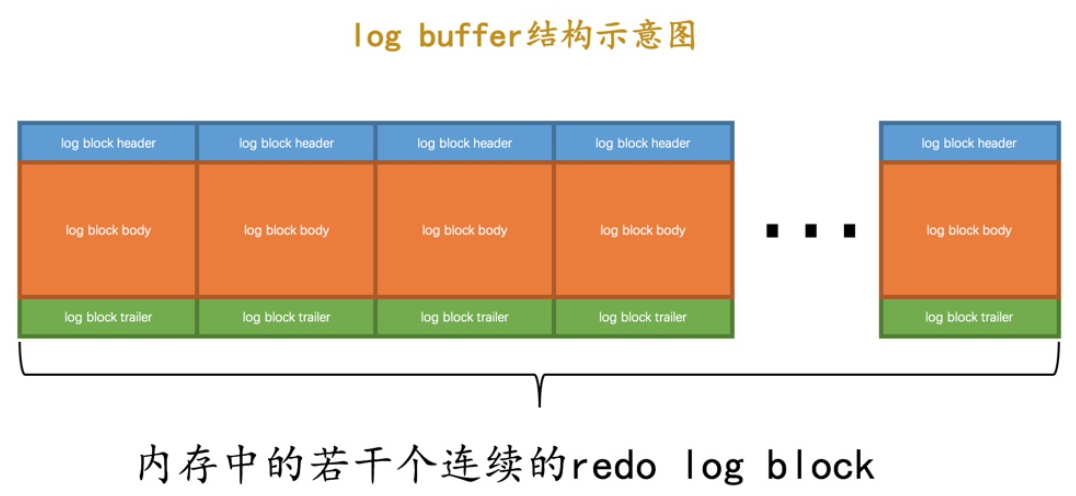 log buffer结构示意图
log block header log block header log block header log block header log block header
log block body log block body log block body log block body log block body
log block trailer log block trailer log block trailer log block trailer log block trailer
内存中的若干个连续的redo log block